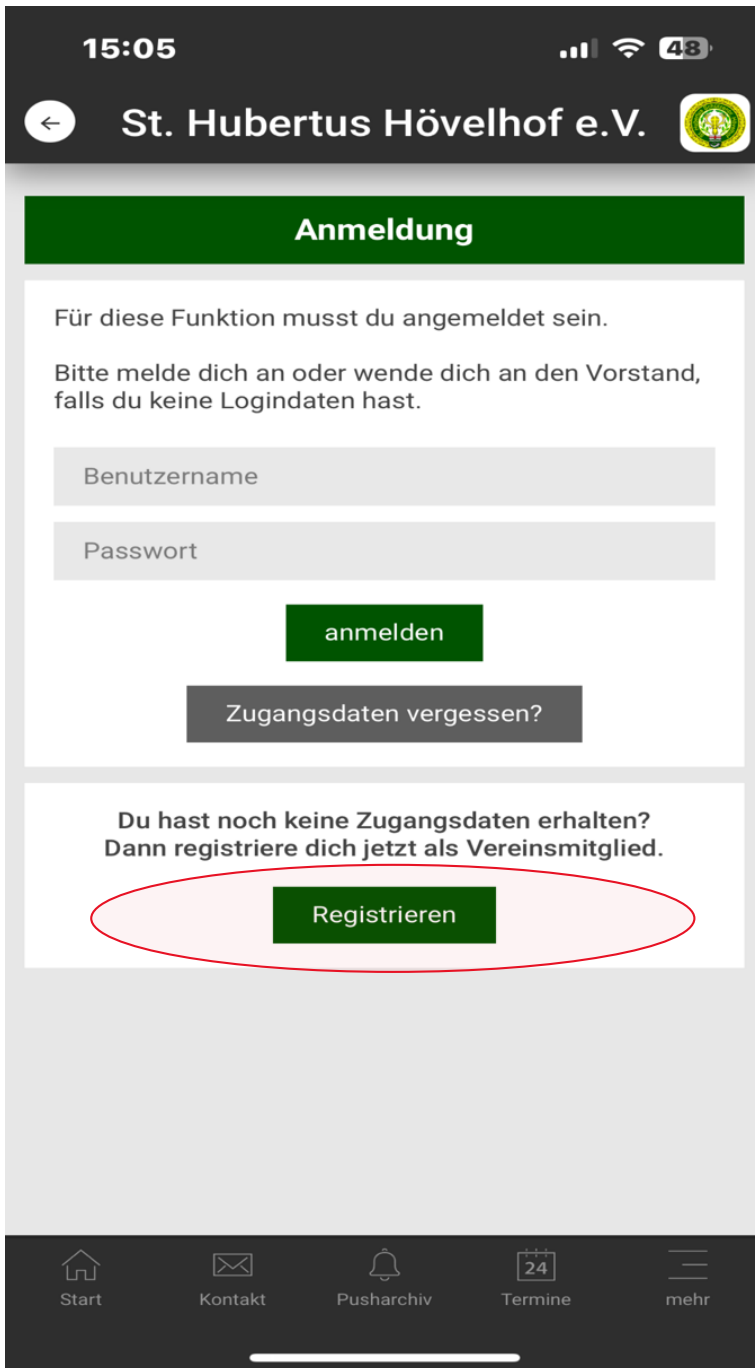 15:05
48
St. Hubertus Hövelhof e.V.
Anmeldung
Für diese Funktion musst du angemeldet sein.
Bitte melde dich an oder wende dich an den Vorstand,
falls du keine Logindaten hast.
Benutzername
Passwort
anmelden
Zugangsdaten vergessen?
Du hast noch keine Zugangsdaten erhalten?
Dann registriere dich jetzt als Vereinsmitglied.
Registrieren
24
Start Kontakt Pusharchiv Termine mehr